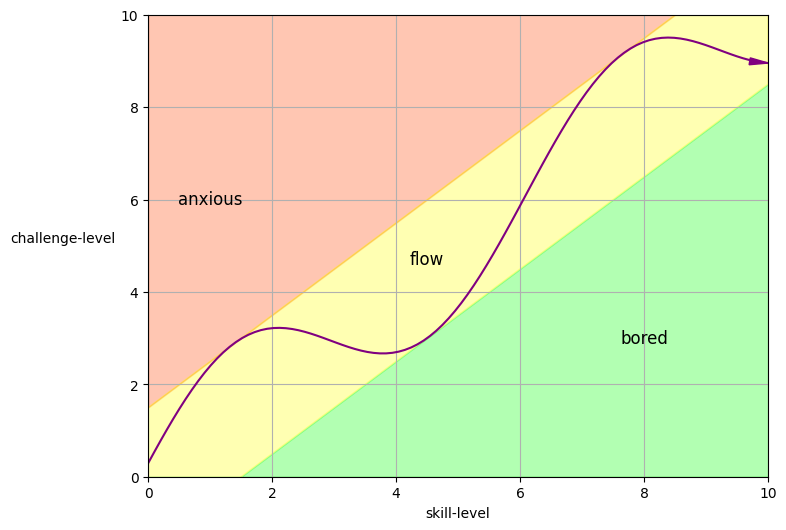 10
8
anxious
6
challenge-level
flow
4
bored
2
0
0 2 4 6 8 10
skill-level